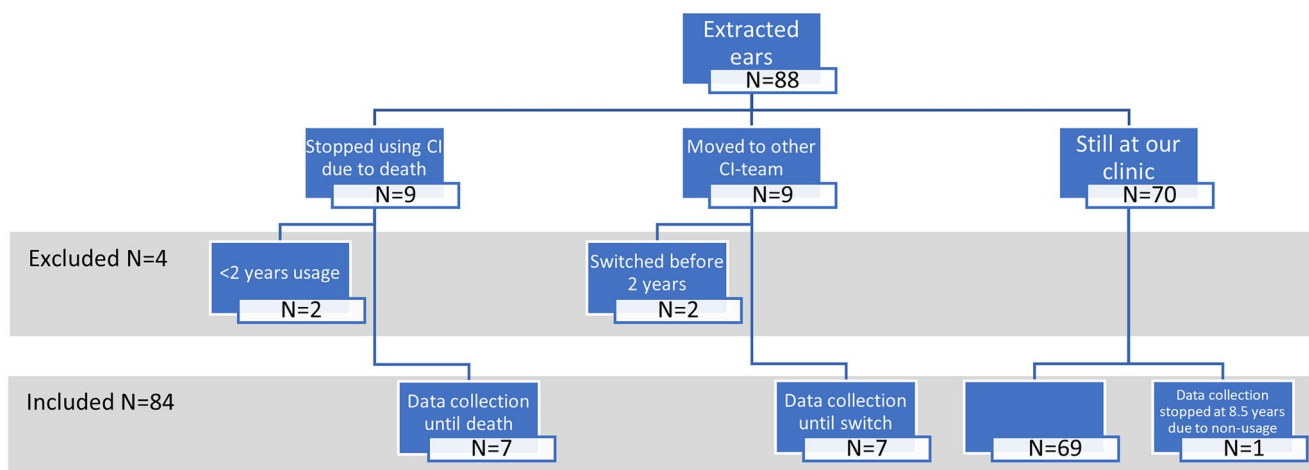 Extracted
ears
N=88
Stopped using CI
due to death
N=9
Moved to other
CI-team
N=9
Still at our
clinic
N=70
Excluded N=4
<2 years usage
N=2
Switched before
2 years
N=2
Included N=84
Data collection
until death
N=7
Data collection
until switch
N=7
N=69
Data collection
stopped at 8.5 years
due to non-usage
N=1